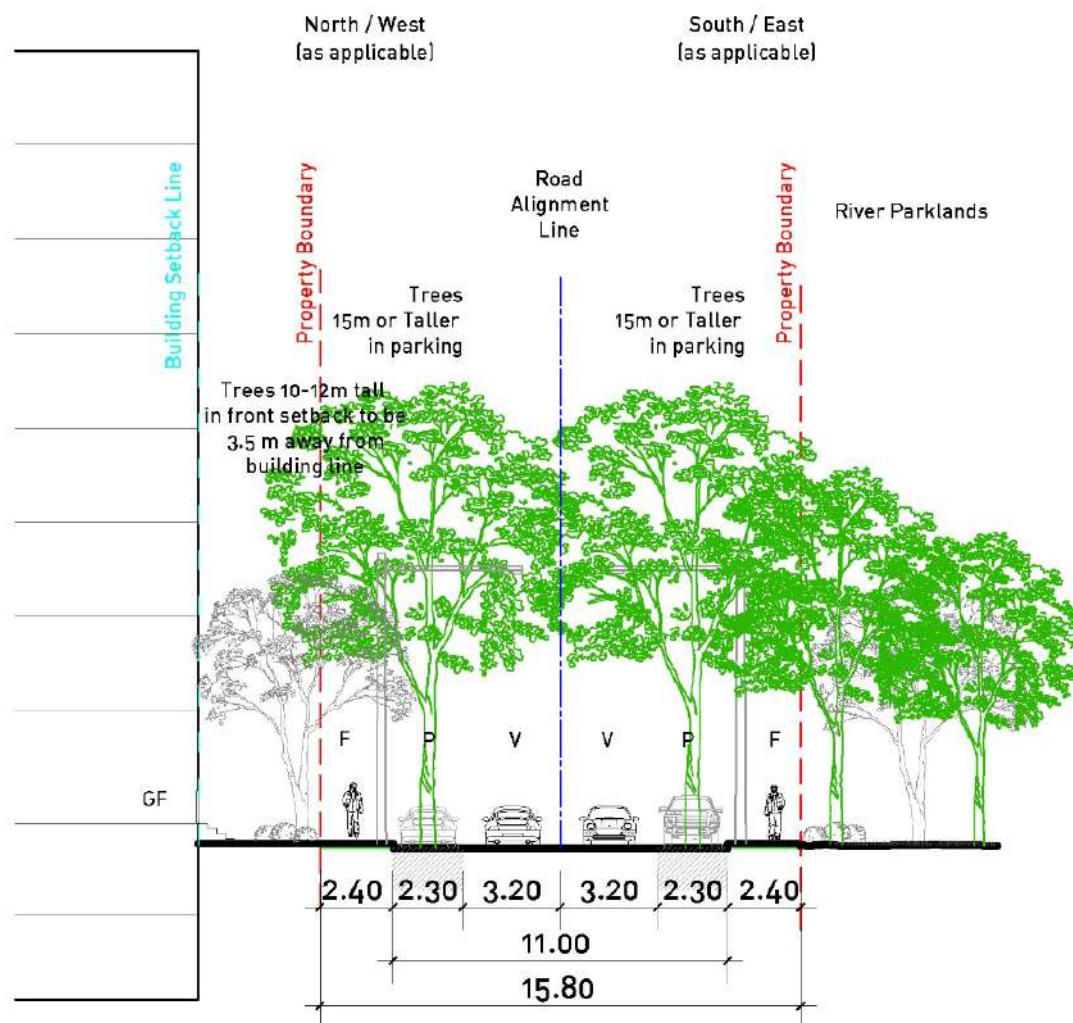 North / West
(as applicable)
South / East
(as applicable)
Building Setback Line
Property Boundary
Road
Alignment
Line
Property Boundary
River Parklands
Trees
15m or Taller
in parking
Trees
15m or Taller
in parking
Trees 10-12m tall
in front setback to be
3.5 m away from
building line
F
P
V
V
P
F
GF
2.40
2.30
3.20
3.20
2.30
2.40
11.00
15.80